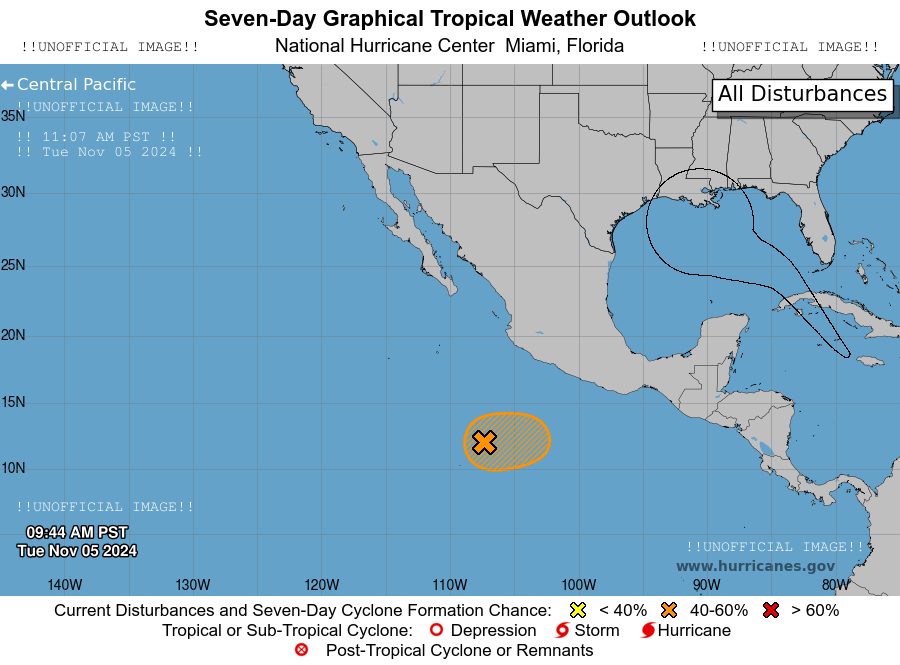 Seven-Day Graphical Tropical Weather Outlook
!!UNOFFICIAL IMAGE!! National Hurricane Center Miami, Florida !!UNOFFICIAL IMAGE!!
Central Pacific
All Disturbances
!!UNOFFICIAL IMAGE!!
35N
!! 11:07 AM PST !!
!! Tue Nov 05 2024 !!
30N
25N
20N
15N
10N
!!UNOFFICIAL IMAGE!!
09:44 AM PST
Tue Nov 05 2024
!!UNOFFICIAL IMAGE!!
www.hurricanes.gov
140W 130W 120W 110W 100W 90W 80W
Current Disturbances and Seven-Day Cyclone Formation Chance: < 40% 40-60% > 60%
Tropical or Sub-Tropical Cyclone: Depression Storm Hurricane
Post-Tropical Cyclone or Remnants